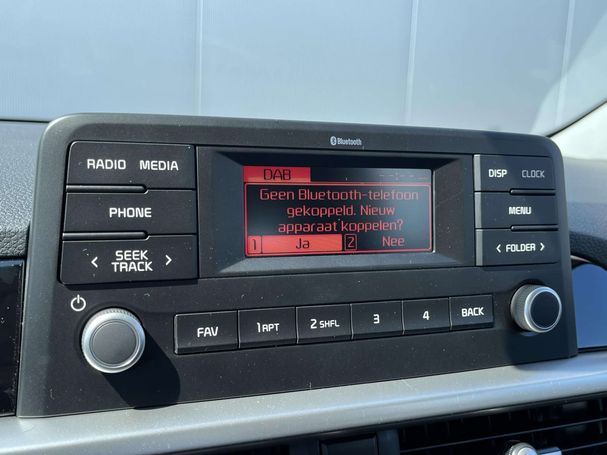 Bluetooth
RADIO MEDIA
PHONE
< SEEK >
TRACK
DAB
Geen Bluetooth-telefoon
gekoppeld. Nieuw
apparaat koppelen?
1 Ja 2 Nee
DISP CLOCK
MENU
< FOLDER >
FAV
1 RPT
2 SHFL
3
4
BACK